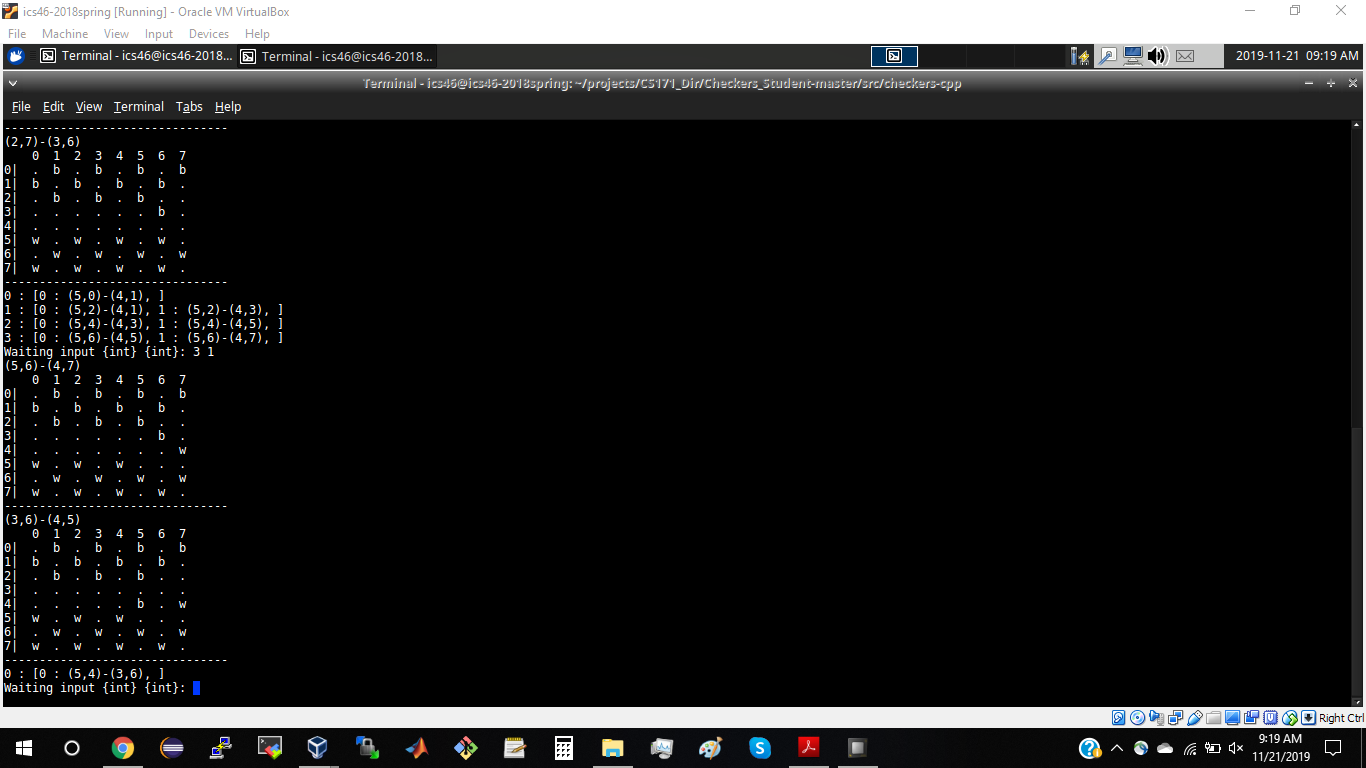 ics46-2018spring [Running] - Oracle VM VirtualBox
File Machine View Input Devices Help
Terminal - ics46@ics46-2018... Terminal - ics46@ics46-2018... 2019-11-21 09:19 AM
Terminal - ics46@ics46-2018spring: ~/projects/CS171_Dir/Checkers_Student-master/src/checkers-cpp
File Edit View Terminal Tabs Help
--------------------------------
(2,7)-(3,6)
0 1 2 3 4 5 6 7
0| . b . b . b . b
1| b . b . b . b .
2| . b . b . b . .
3| . . . . . . b .
4| . . . . . . . .
5| w . w . w . w .
6| . w . w . w . w
7| w . w . w . w .
--------------------------------
0 : [0 : (5,0)-(4,1), ]
1 : [0 : (5,2)-(4,1), 1 : (5,2)-(4,3), ]
2 : [0 : (5,4)-(4,3), 1 : (5,4)-(4,5), ]
3 : [0 : (5,6)-(4,5), 1 : (5,6)-(4,7), ]
Waiting input {int} {int}: 3 1
(5,6)-(4,7)
0 1 2 3 4 5 6 7
0| . b . b . b . b
1| b . b . b . b .
2| . b . b . b . .
3| . . . . . . b .
4| . . . . . . . w
5| w . w . w . . .
6| . w . w . w . w
7| w . w . w . w .
--------------------------------
(3,6)-(4,5)
0 1 2 3 4 5 6 7
0| . b . b . b . b
1| b . b . b . b .
2| . b . b . b . .
3| . . . . . . . .
4| . . . . . b . w
5| w . w . w . . .
6| . w . w . w . w
7| w . w . w . w .
--------------------------------
0 : [0 : (5,4)-(3,6), ]
Waiting input {int} {int}:
Right Ctrl
9:19 AM
11/21/2019